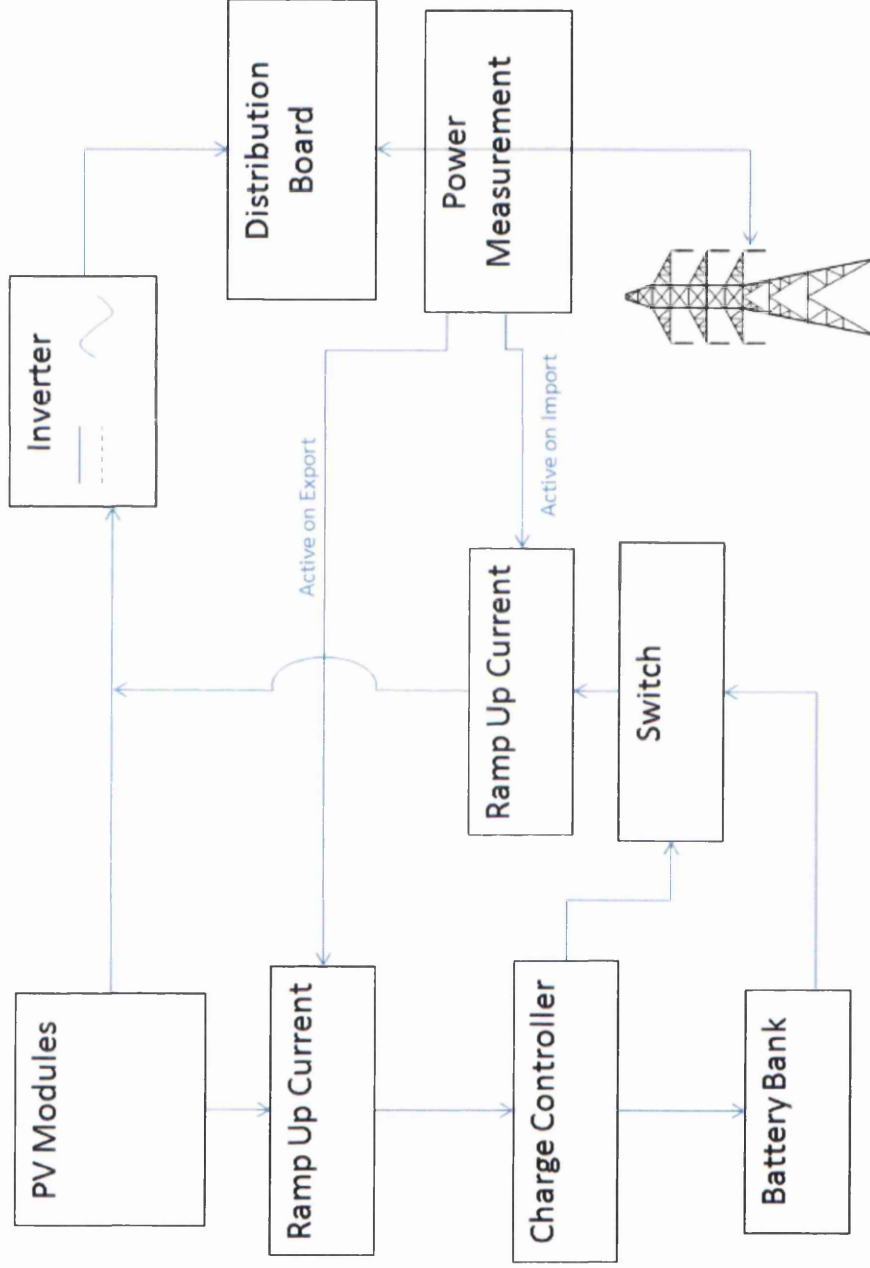 PV Modules
Inverter
Ramp Up Current
Active on Export
Distribution
Board
Charge Controller
Ramp Up Current
Active on Import
Power
Measurement
Switch
Battery Bank